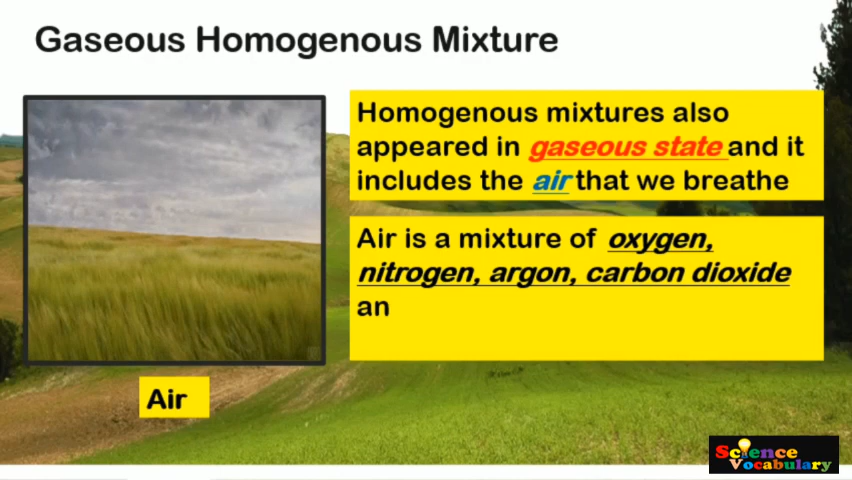 Gaseous Homogenous Mixture
Homogenous mixtures also
appeared in gaseous state and it
includes the air that we breathe
Air is a mixture of oxygen,
nitrogen, argon, carbon dioxide
an
Air
Science
Vocabulary